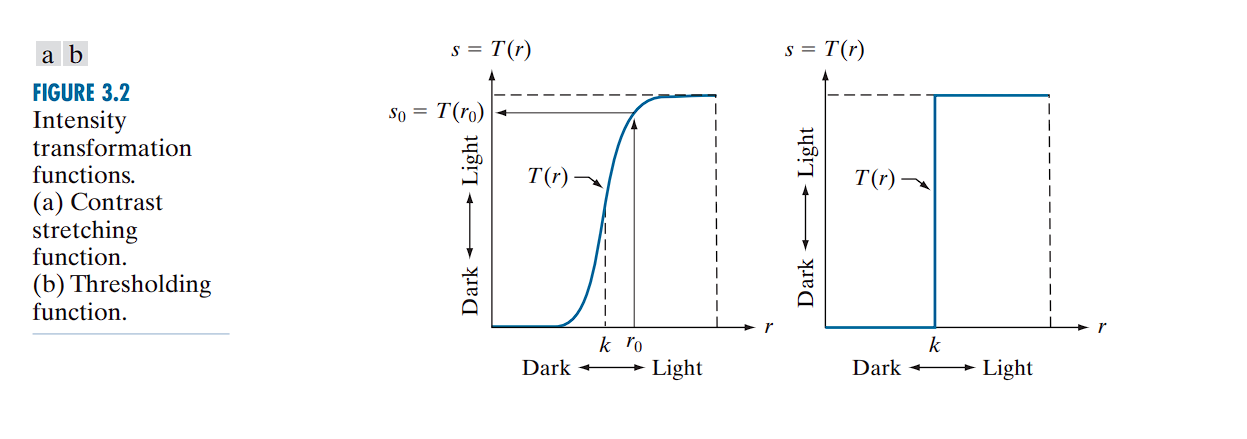 a b
FIGURE 3.2
Intensity
transformation
functions.
(a) Contrast
stretching
function.
(b) Thresholding
function.
s = T(r)
s₀ = T(r₀)
T(r)
Dark Light
k r₀
r
Dark Light
s = T(r)
T(r)
Dark Light
k
r
Dark Light